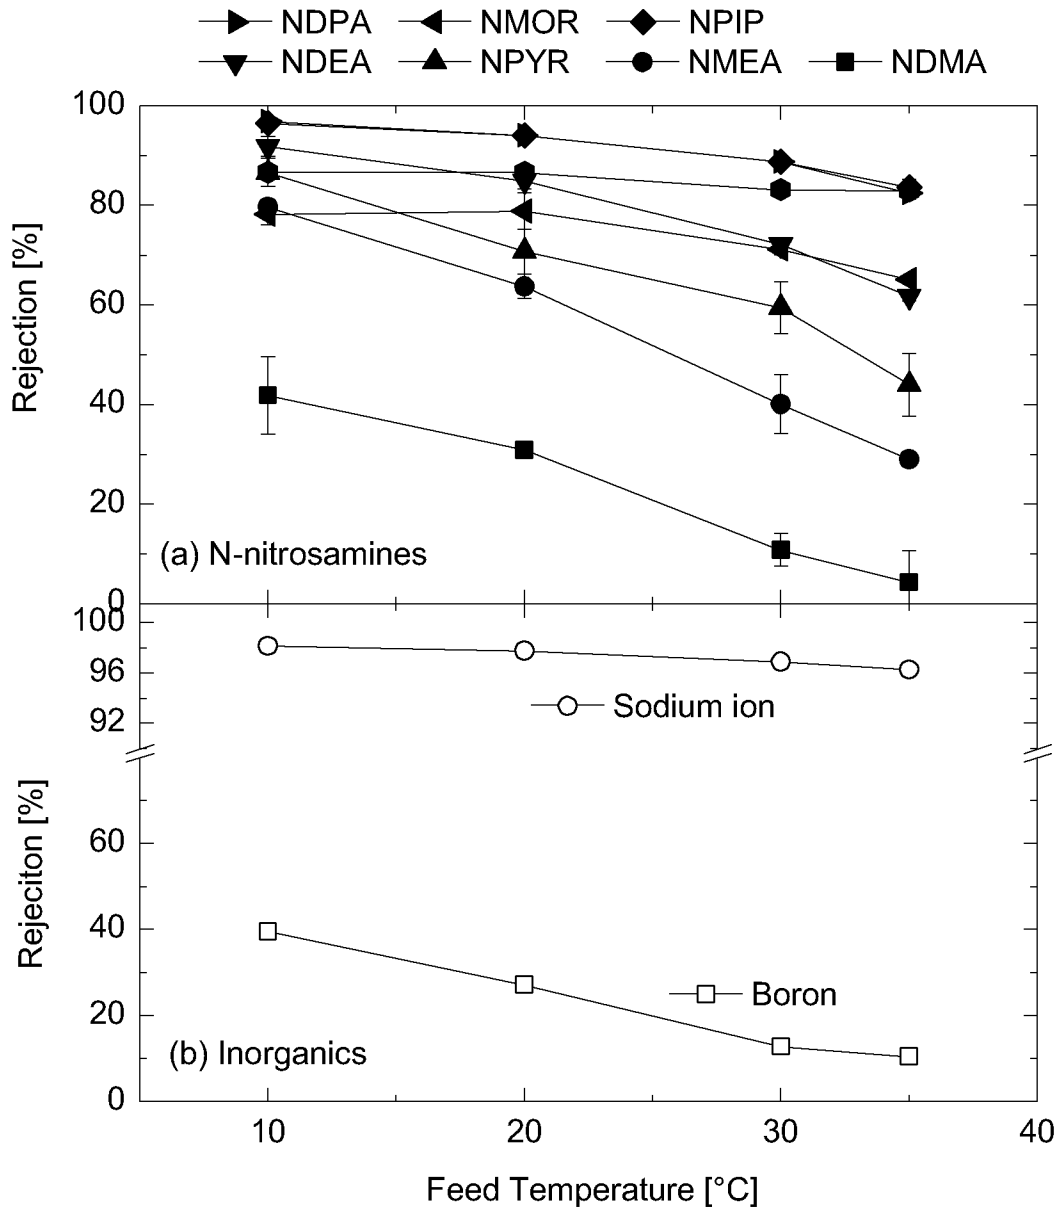 NDPA NMOR NPIP
NDEA NPYR NMEA NDMA
100
80
60
40
20
0
Rejection [%]
(a) N-nitrosamines
100
96
92
Sodium ion
60
40
20
0
Rejeciton [%]
Boron
(b) Inorganics
10 20 30 40
Feed Temperature [°C]